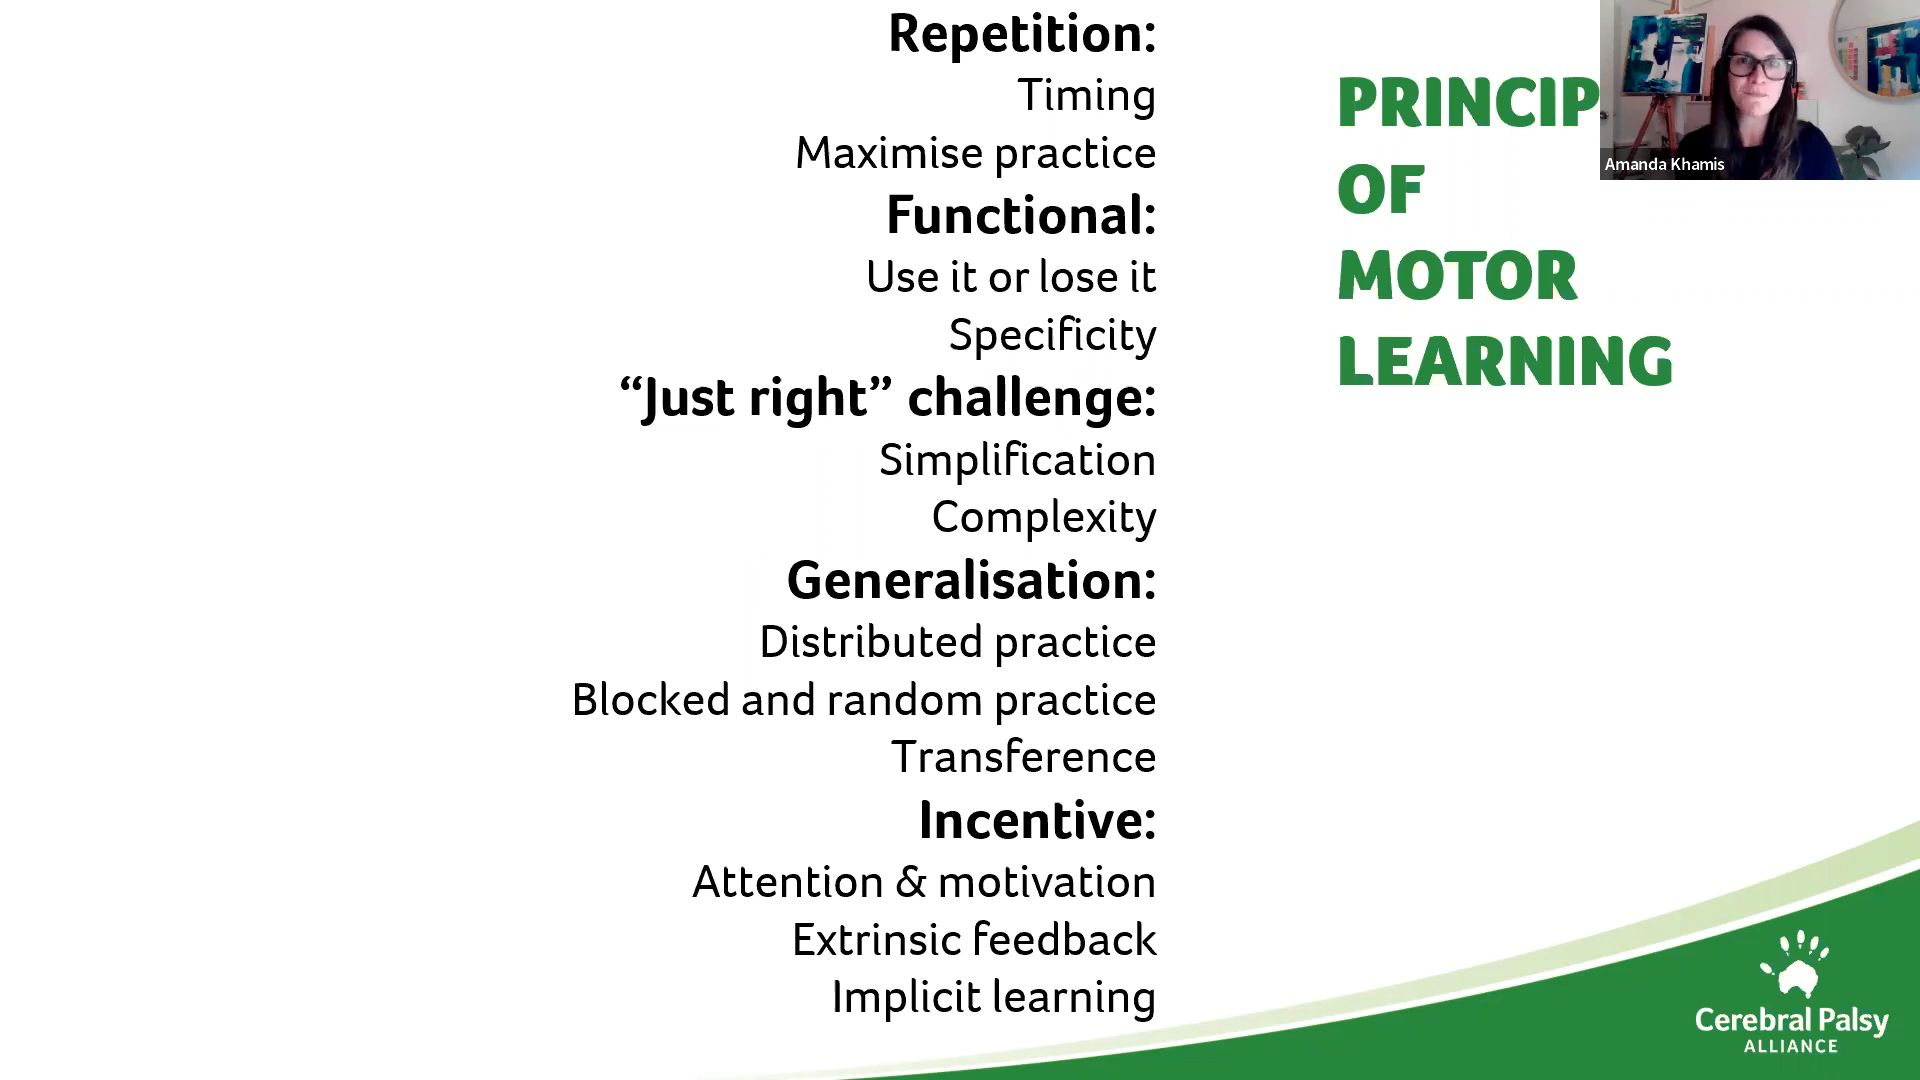 Repetition:
Timing
Maximise practice
Functional:
Use it or lose it
Specificity
“Just right” challenge:
Simplification
Complexity
Generalisation:
Distributed practice
Blocked and random practice
Transference
Incentive:
Attention & motivation
Extrinsic feedback
Implicit learning
PRINCIP
OF
MOTOR
LEARNING
Amanda Khamis
Cerebral Palsy
ALLIANCE